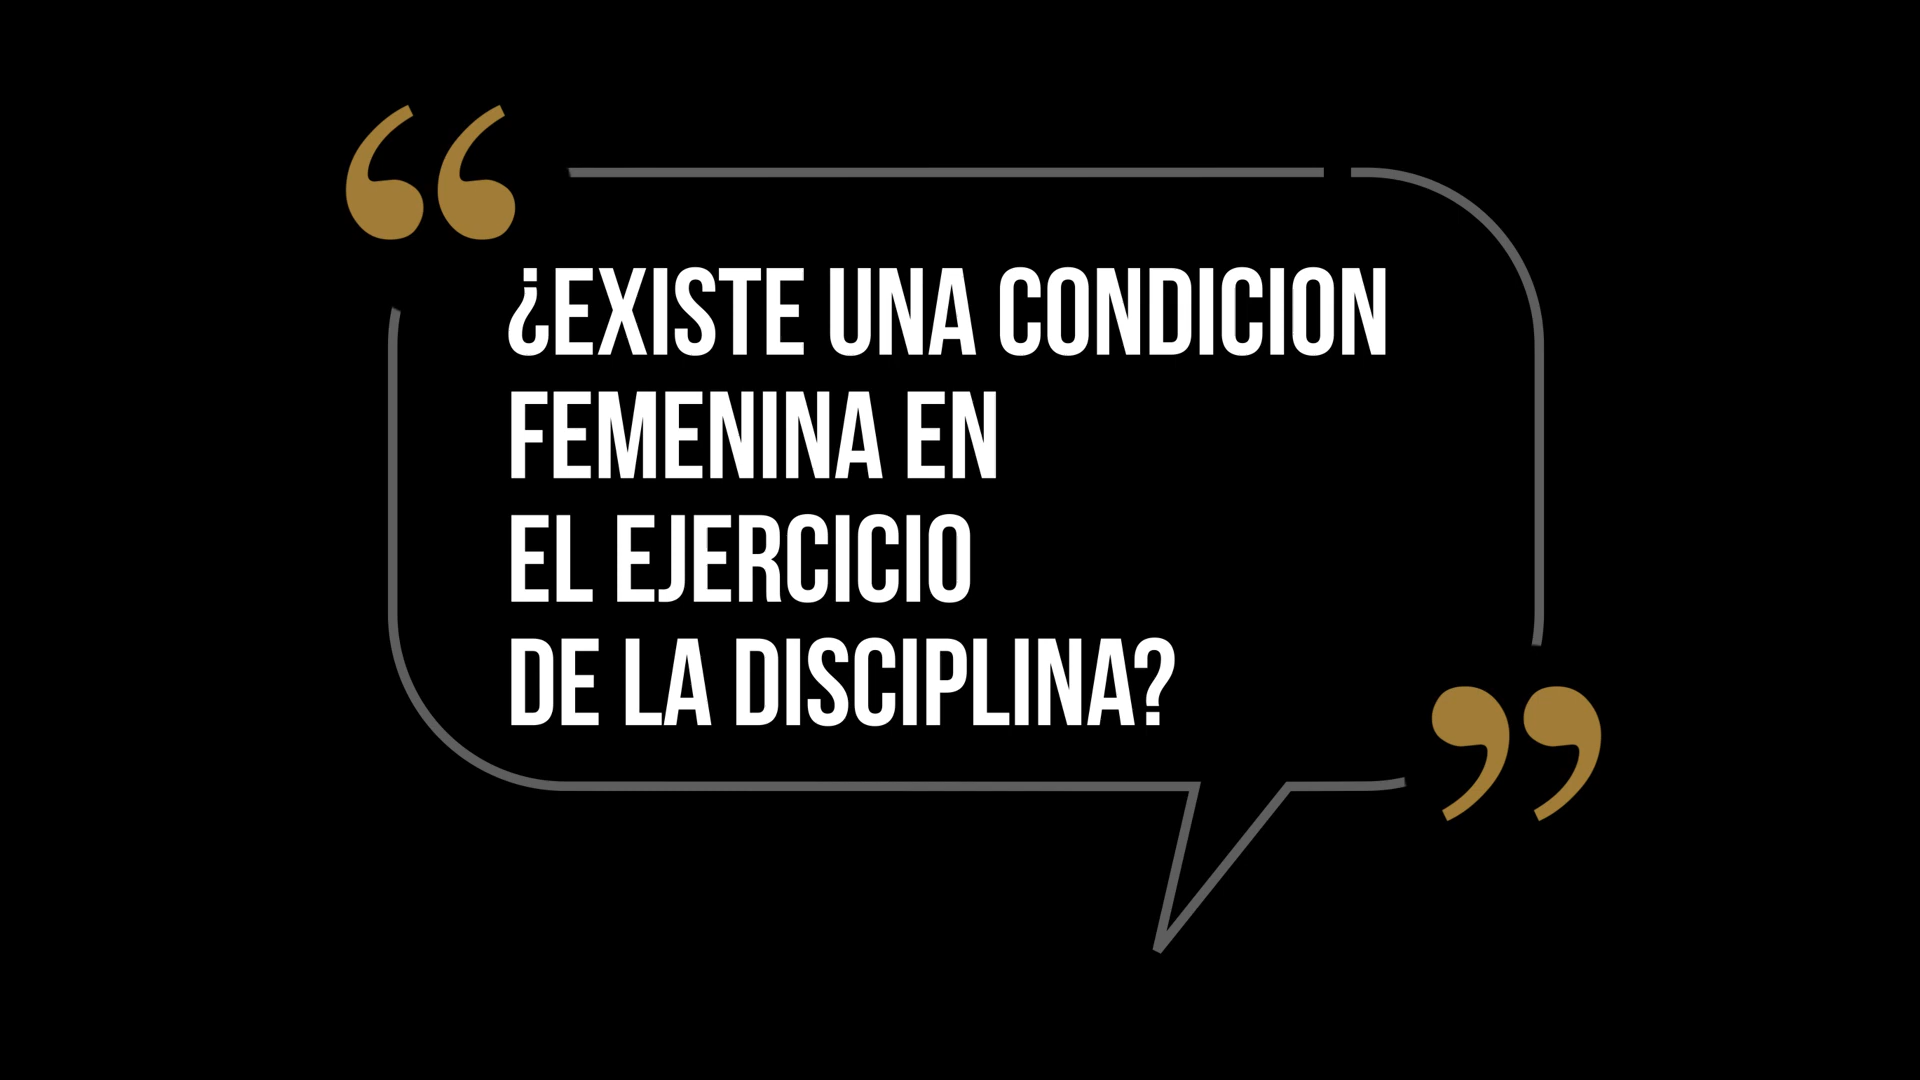 ¿EXISTE UNA CONDICION
FEMENINA EN
EL EJERCICIO
DE LA DISCIPLINA?